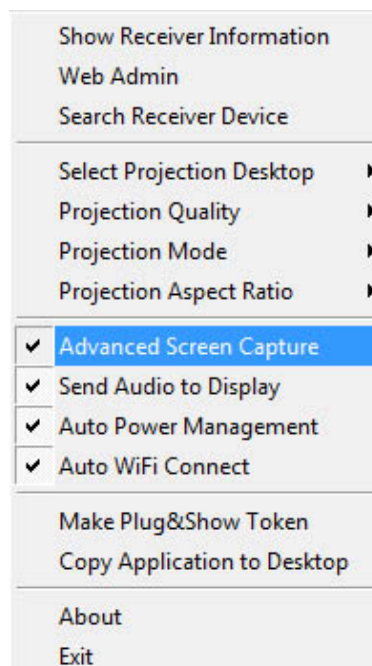 Show Receiver Information
Web Admin
Search Receiver Device
Select Projection Desktop
Projection Quality
Projection Mode
Projection Aspect Ratio
Advanced Screen Capture
Send Audio to Display
Auto Power Management
Auto WiFi Connect
Make Plug&Show Token
Copy Application to Desktop
About
Exit